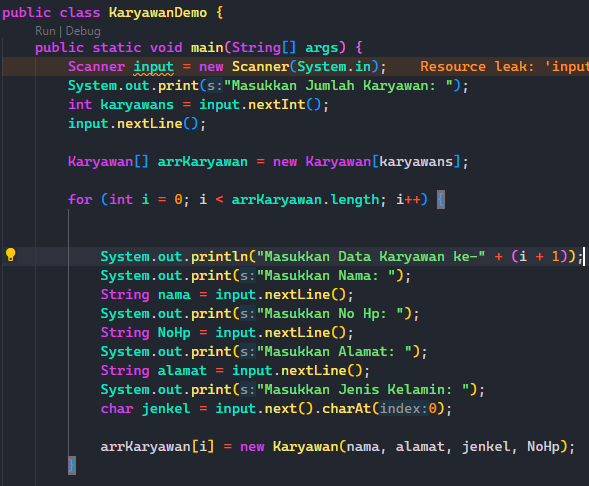 public class KaryawanDemo {
Run | Debug
public static void main(String[] args) {
Scanner input = new Scanner(System.in);    Resource leak: 'input
System.out.print(s:"Masukkan Jumlah Karyawan: ");
int karyawans = input.nextInt();
input.nextLine();
Karyawan[] arrKaryawan = new Karyawan[karyawans];
for (int i = 0; i < arrKaryawan.length; i++) {
System.out.println("Masukkan Data Karyawan ke-" + (i + 1));
System.out.print(s:"Masukkan Nama: ");
String nama = input.nextLine();
System.out.print(s:"Masukkan No Hp: ");
String NoHp = input.nextLine();
System.out.print(s:"Masukkan Alamat: ");
String alamat = input.nextLine();
System.out.print(s:"Masukkan Jenis Kelamin: ");
char jenkel = input.next().charAt(index:0);
arrKaryawan[i] = new Karyawan(nama, alamat, jenkel, NoHp);
}